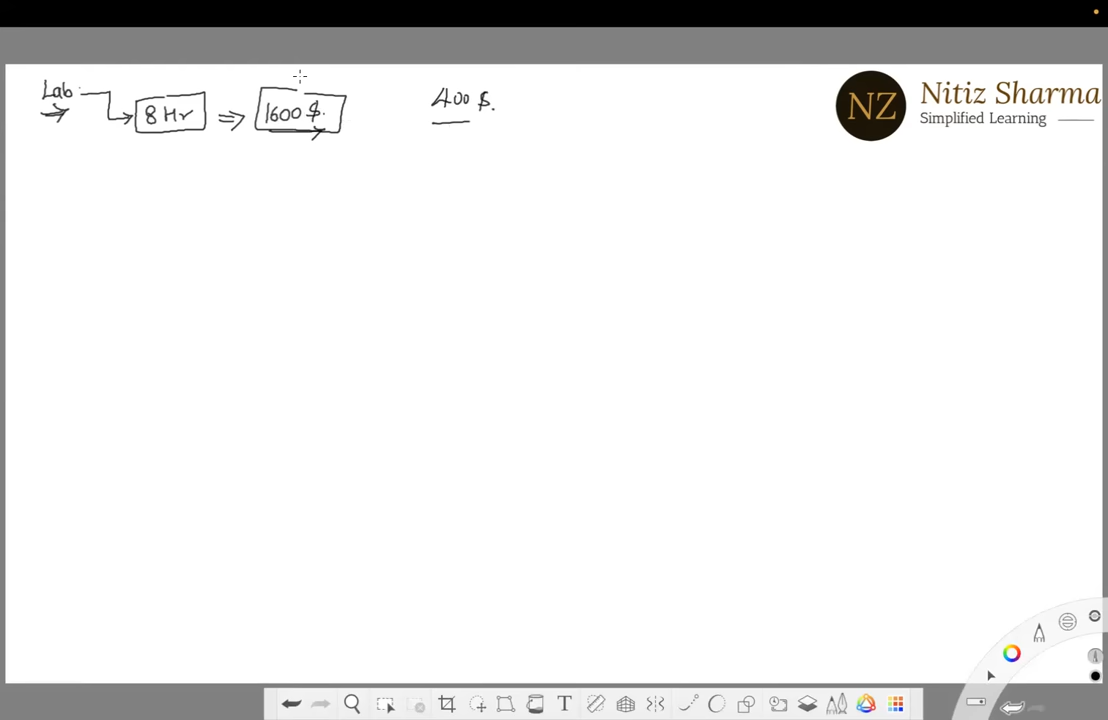 Lab → 8 Hr ⇒ 1600 $. 400 $.
NZ
Nitiz Sharma
Simplified Learning
T